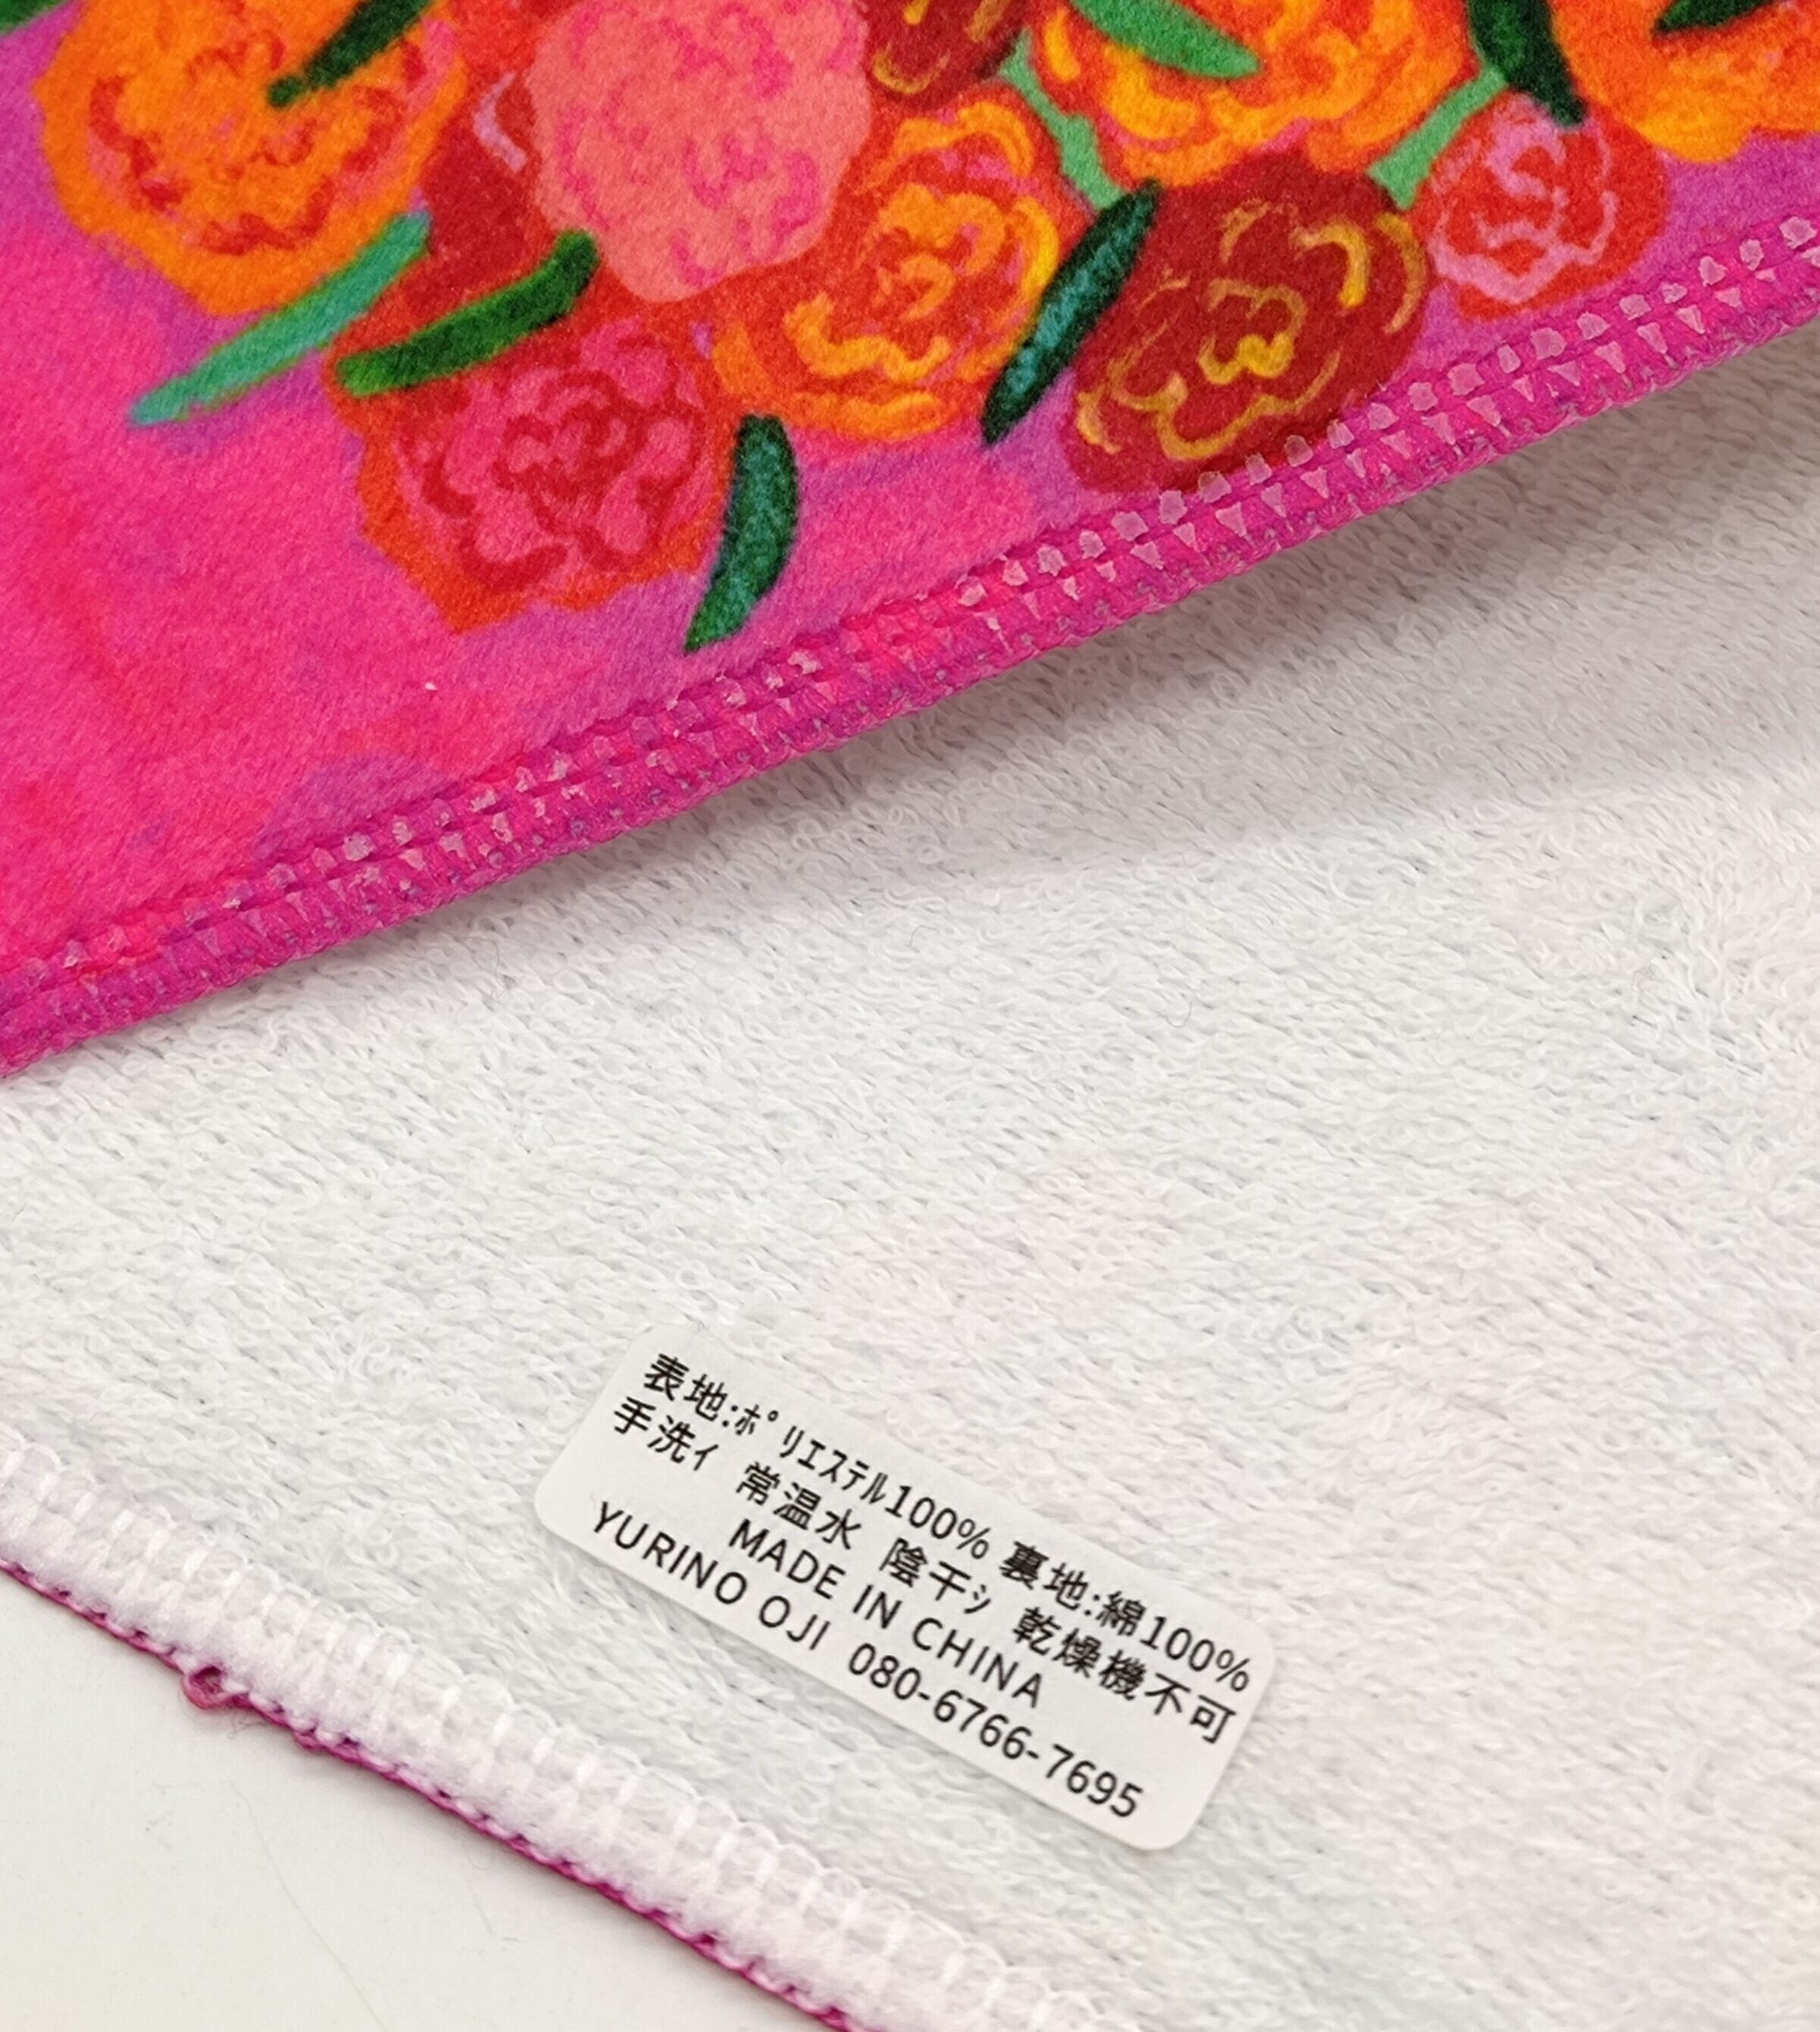 表地:ﾎﾟﾘｴｽﾃﾙ100% 裏地:綿100%
手洗ｲ 常温水 陰干ｼ 乾燥機不可
MADE IN CHINA
YURINO OJI 080-6766-7695